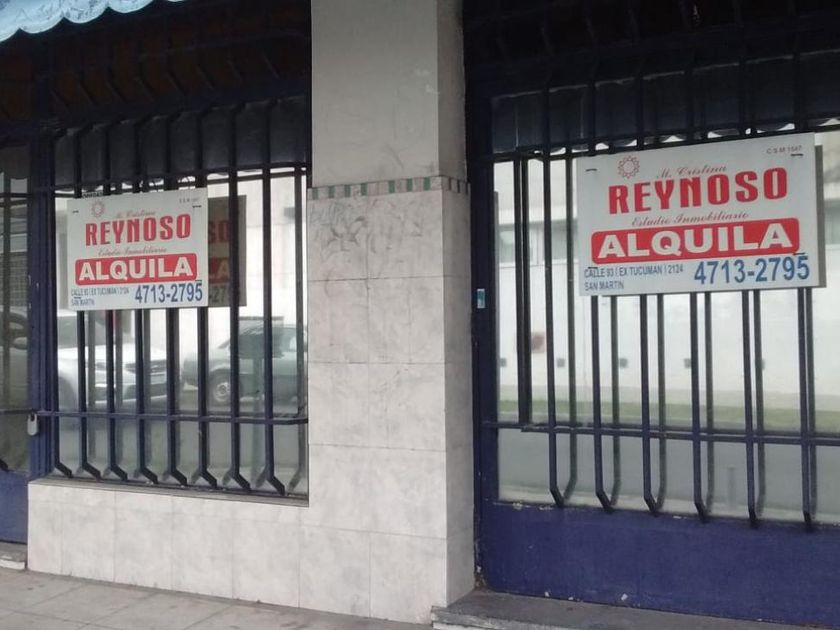 M. Cristina
REYNOSO
Estudio Inmobiliario
ALQUILA
CALLE 93 (EX TUCUMAN) 2124
SAN MARTIN
4713-2795
C S M 1547
M. Cristina
REYNOSO
Estudio Inmobiliario
ALQUILA
CALLE 93 (EX TUCUMAN) 2124
SAN MARTIN
4713-2795